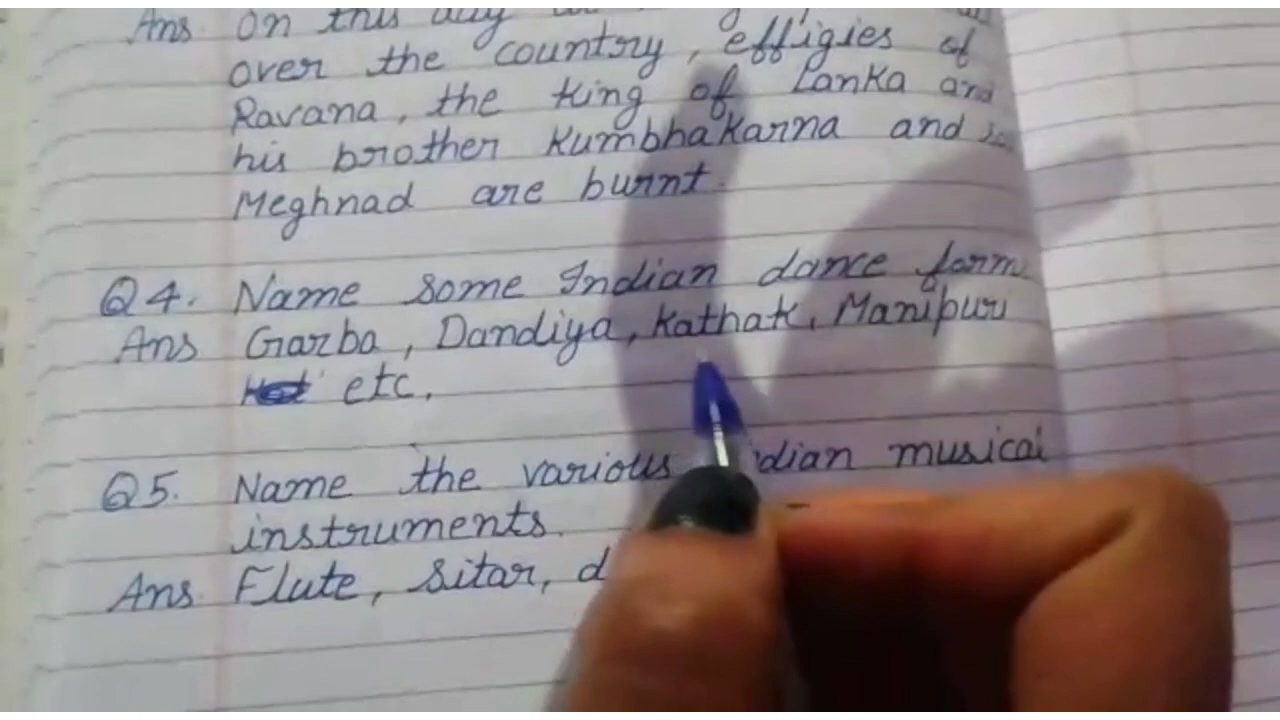 Ans. On this day
over the country, effigies of
Ravana, the king of Lanka and
his brother Kumbhakarna and
Meghnad are burnt.
Q4. Name some Indian dance form
Ans Garba, Dandiya, Kathak, Manipuri
etc.
Q5. Name the various musical
instruments.
Ans. Flute, Sitar,